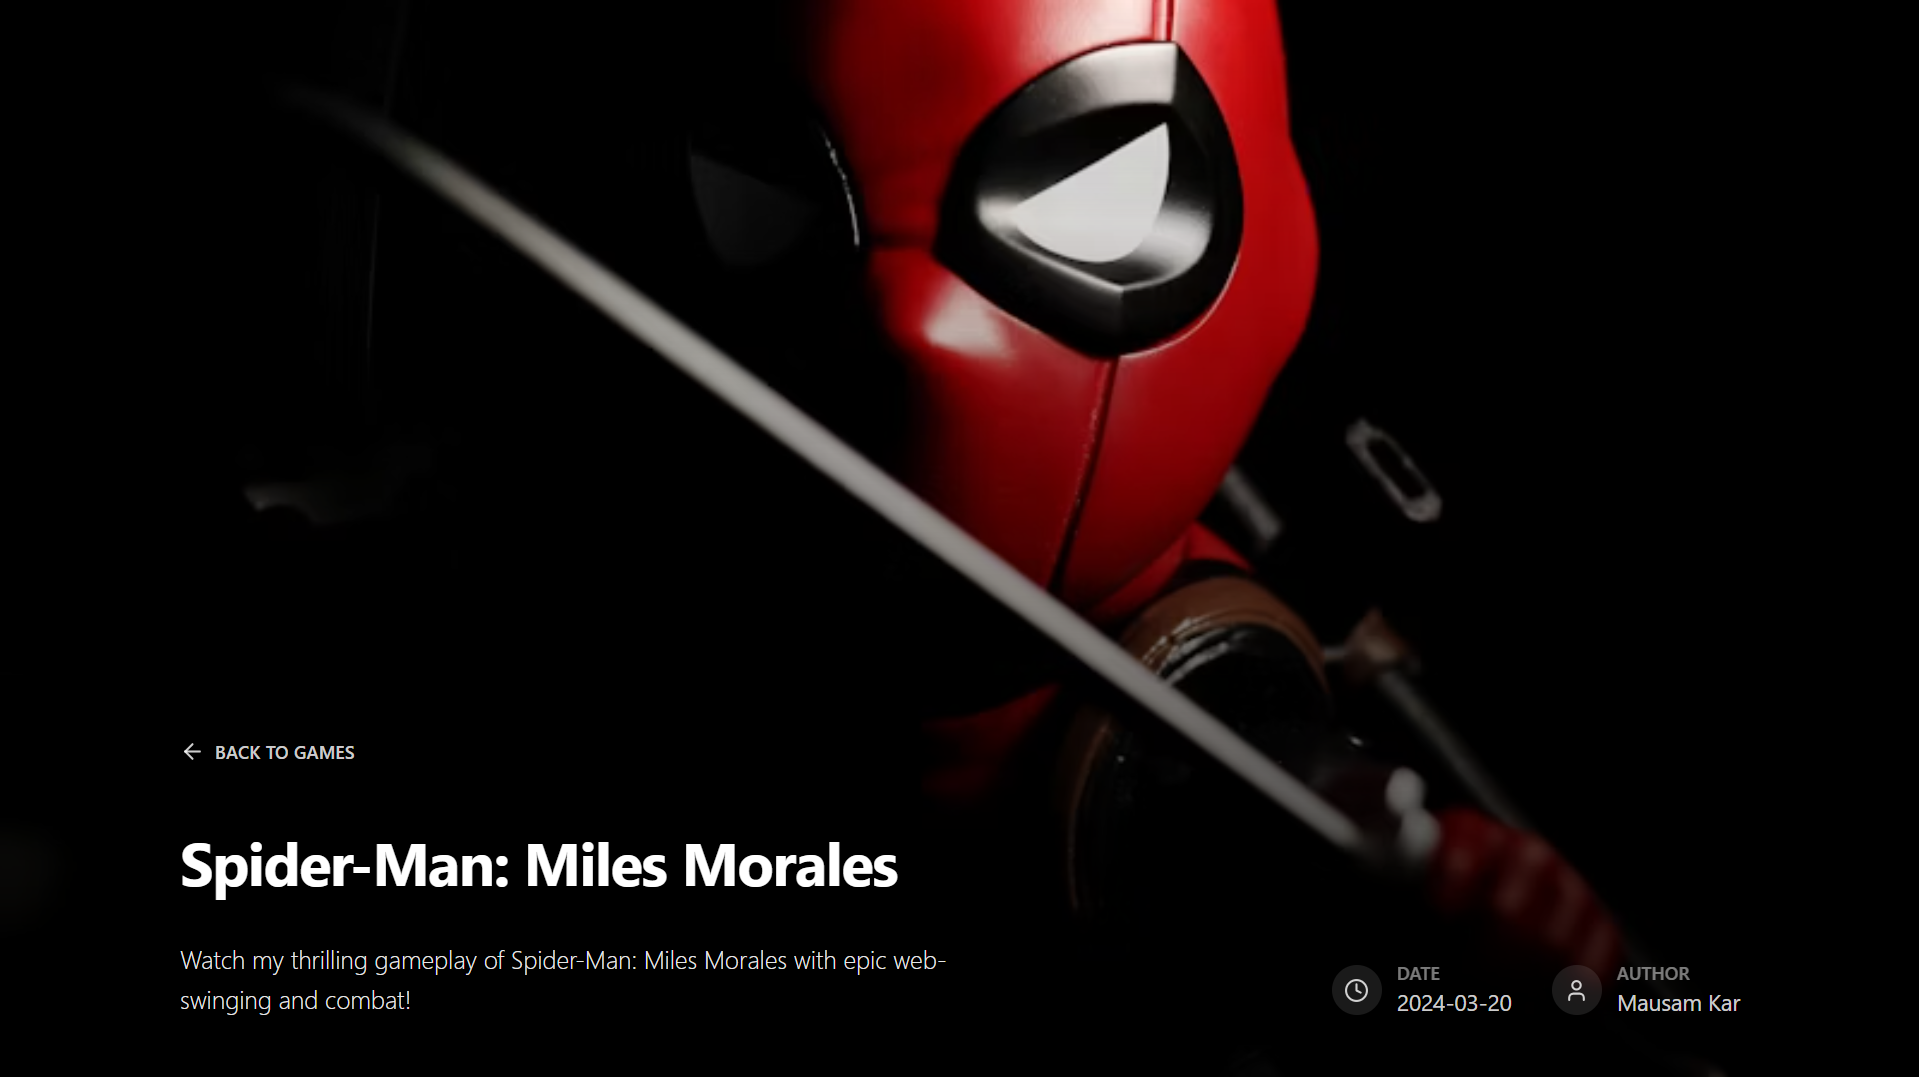 BACK TO GAMES
Spider-Man: Miles Morales
Watch my thrilling gameplay of Spider-Man: Miles Morales with epic web-
swinging and combat!
DATE
2024-03-20
AUTHOR
Mausam Kar